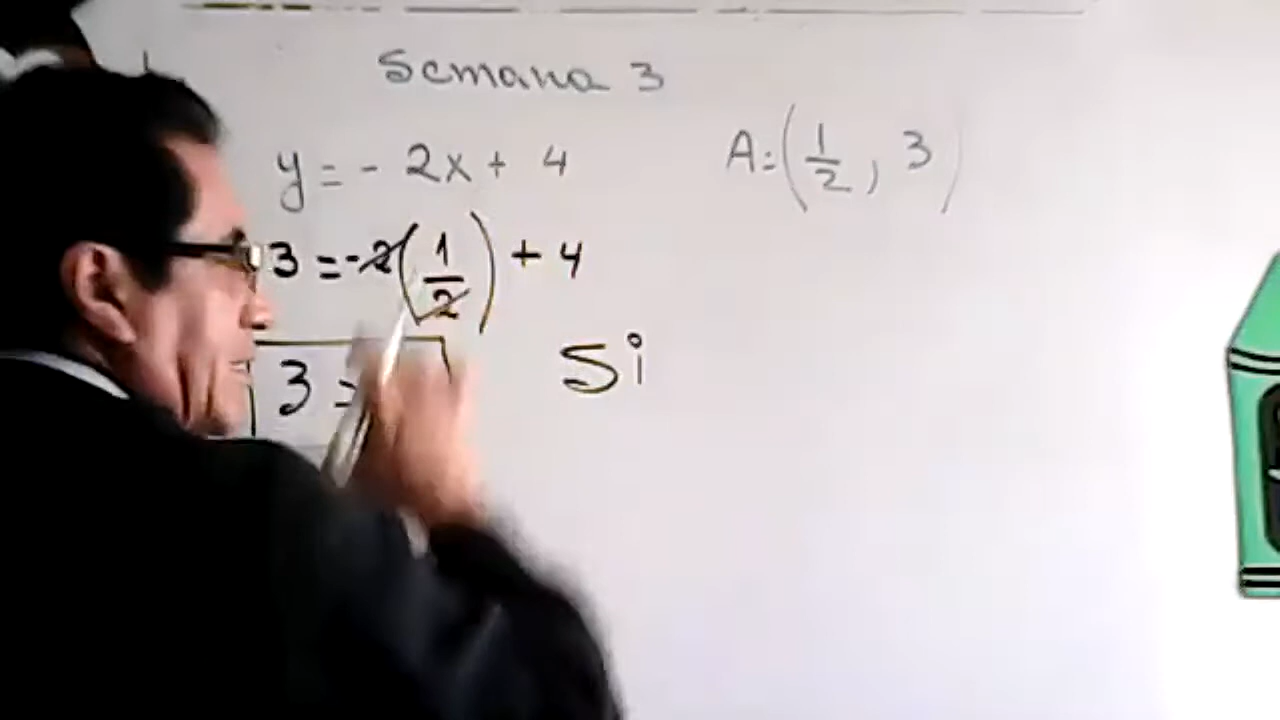 Semana 3
y = - 2x + 4
A: (1/2, 3)
3 = -2(1/2) + 4
3 =
Si